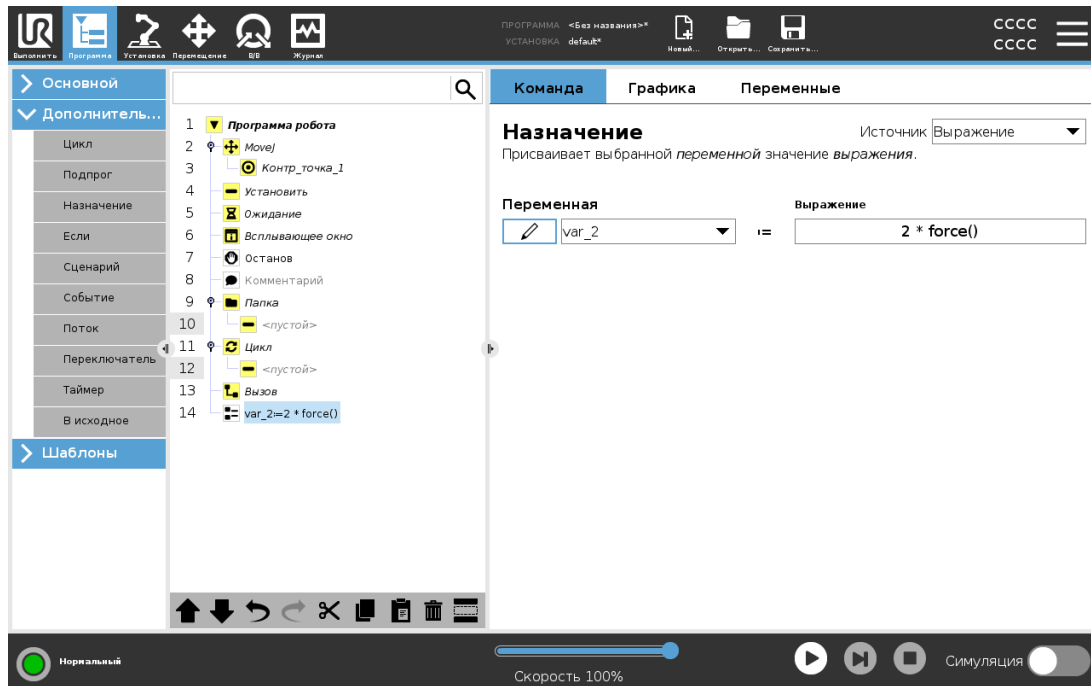 UR
ПРОГРАММА <Без названия>*
УСТАНОВКА default*
Выполнить Программа Установка Перемещение В/В Журнал
Новый... Открыть... Сохранить...
CCCC
CCCC
Основной
Дополнитель...
Цикл
Подпрог
Назначение
Если
Сценарий
Событие
Поток
Переключатель
Таймер
В исходное
Шаблоны
1 Программа робота
2 MoveJ
3 Контр_точка_1
4 Установить
5 Ожидание
6 Всплывающее окно
7 Останов
8 Комментарий
9 Папка
10 <пустой>
11 Цикл
12 <пустой>
13 Вызов
14 var_2:=2 * force()
Команда Графика Переменные
Назначение
Источник Выражение
Присваивает выбранной переменной значение выражения.
Переменная Выражение
var_2 := 2 * force()
Нормальный
Скорость 100%
Симуляция